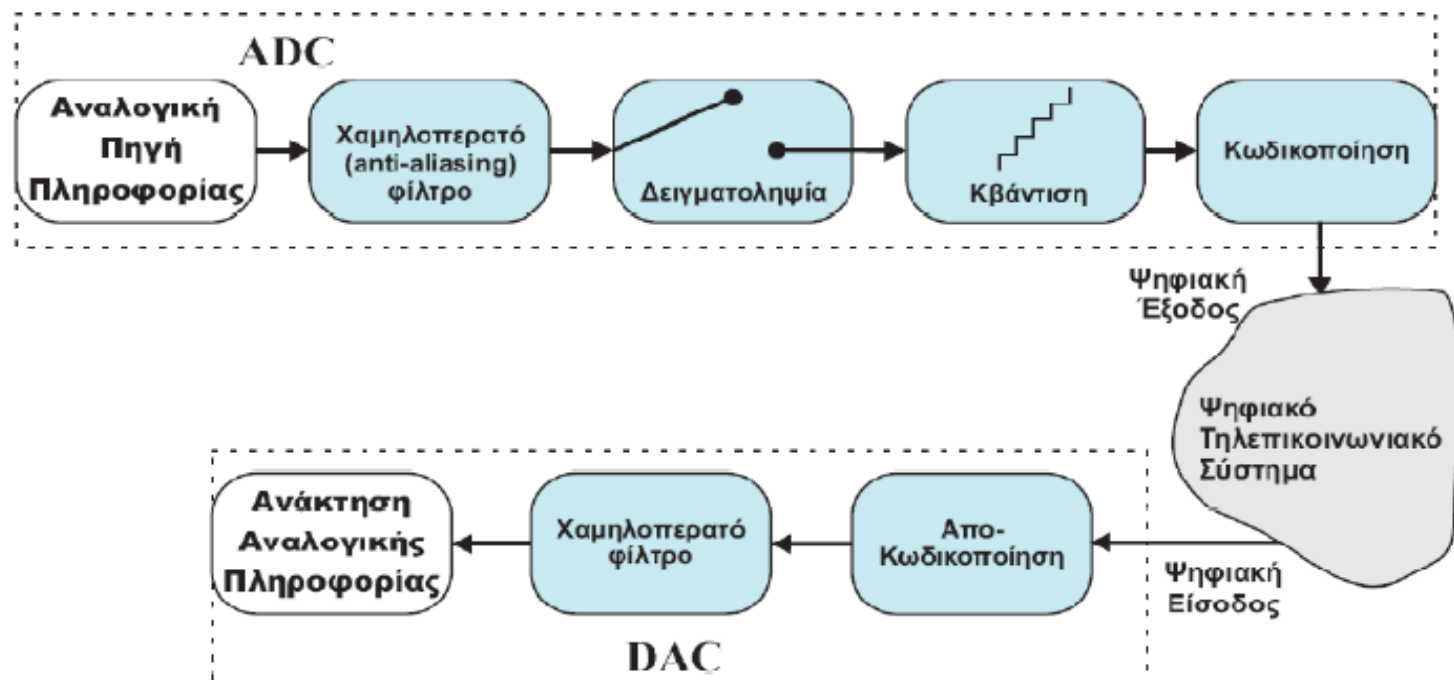 ADC
Αναλογική
Πηγή
Πληροφορίας
Χαμηλοπερατό
(anti-aliasing)
φίλτρο
Δειγματοληψία
Κβάντιση
Κωδικοποίηση
Ψηφιακή
Έξοδος
Ψηφιακό
Τηλεπικοινωνιακό
Σύστημα
Ανάκτηση
Αναλογικής
Πληροφορίας
Χαμηλοπερατό
φίλτρο
Απο-
Κωδικοποίηση
Ψηφιακή
Είσοδος
DAC